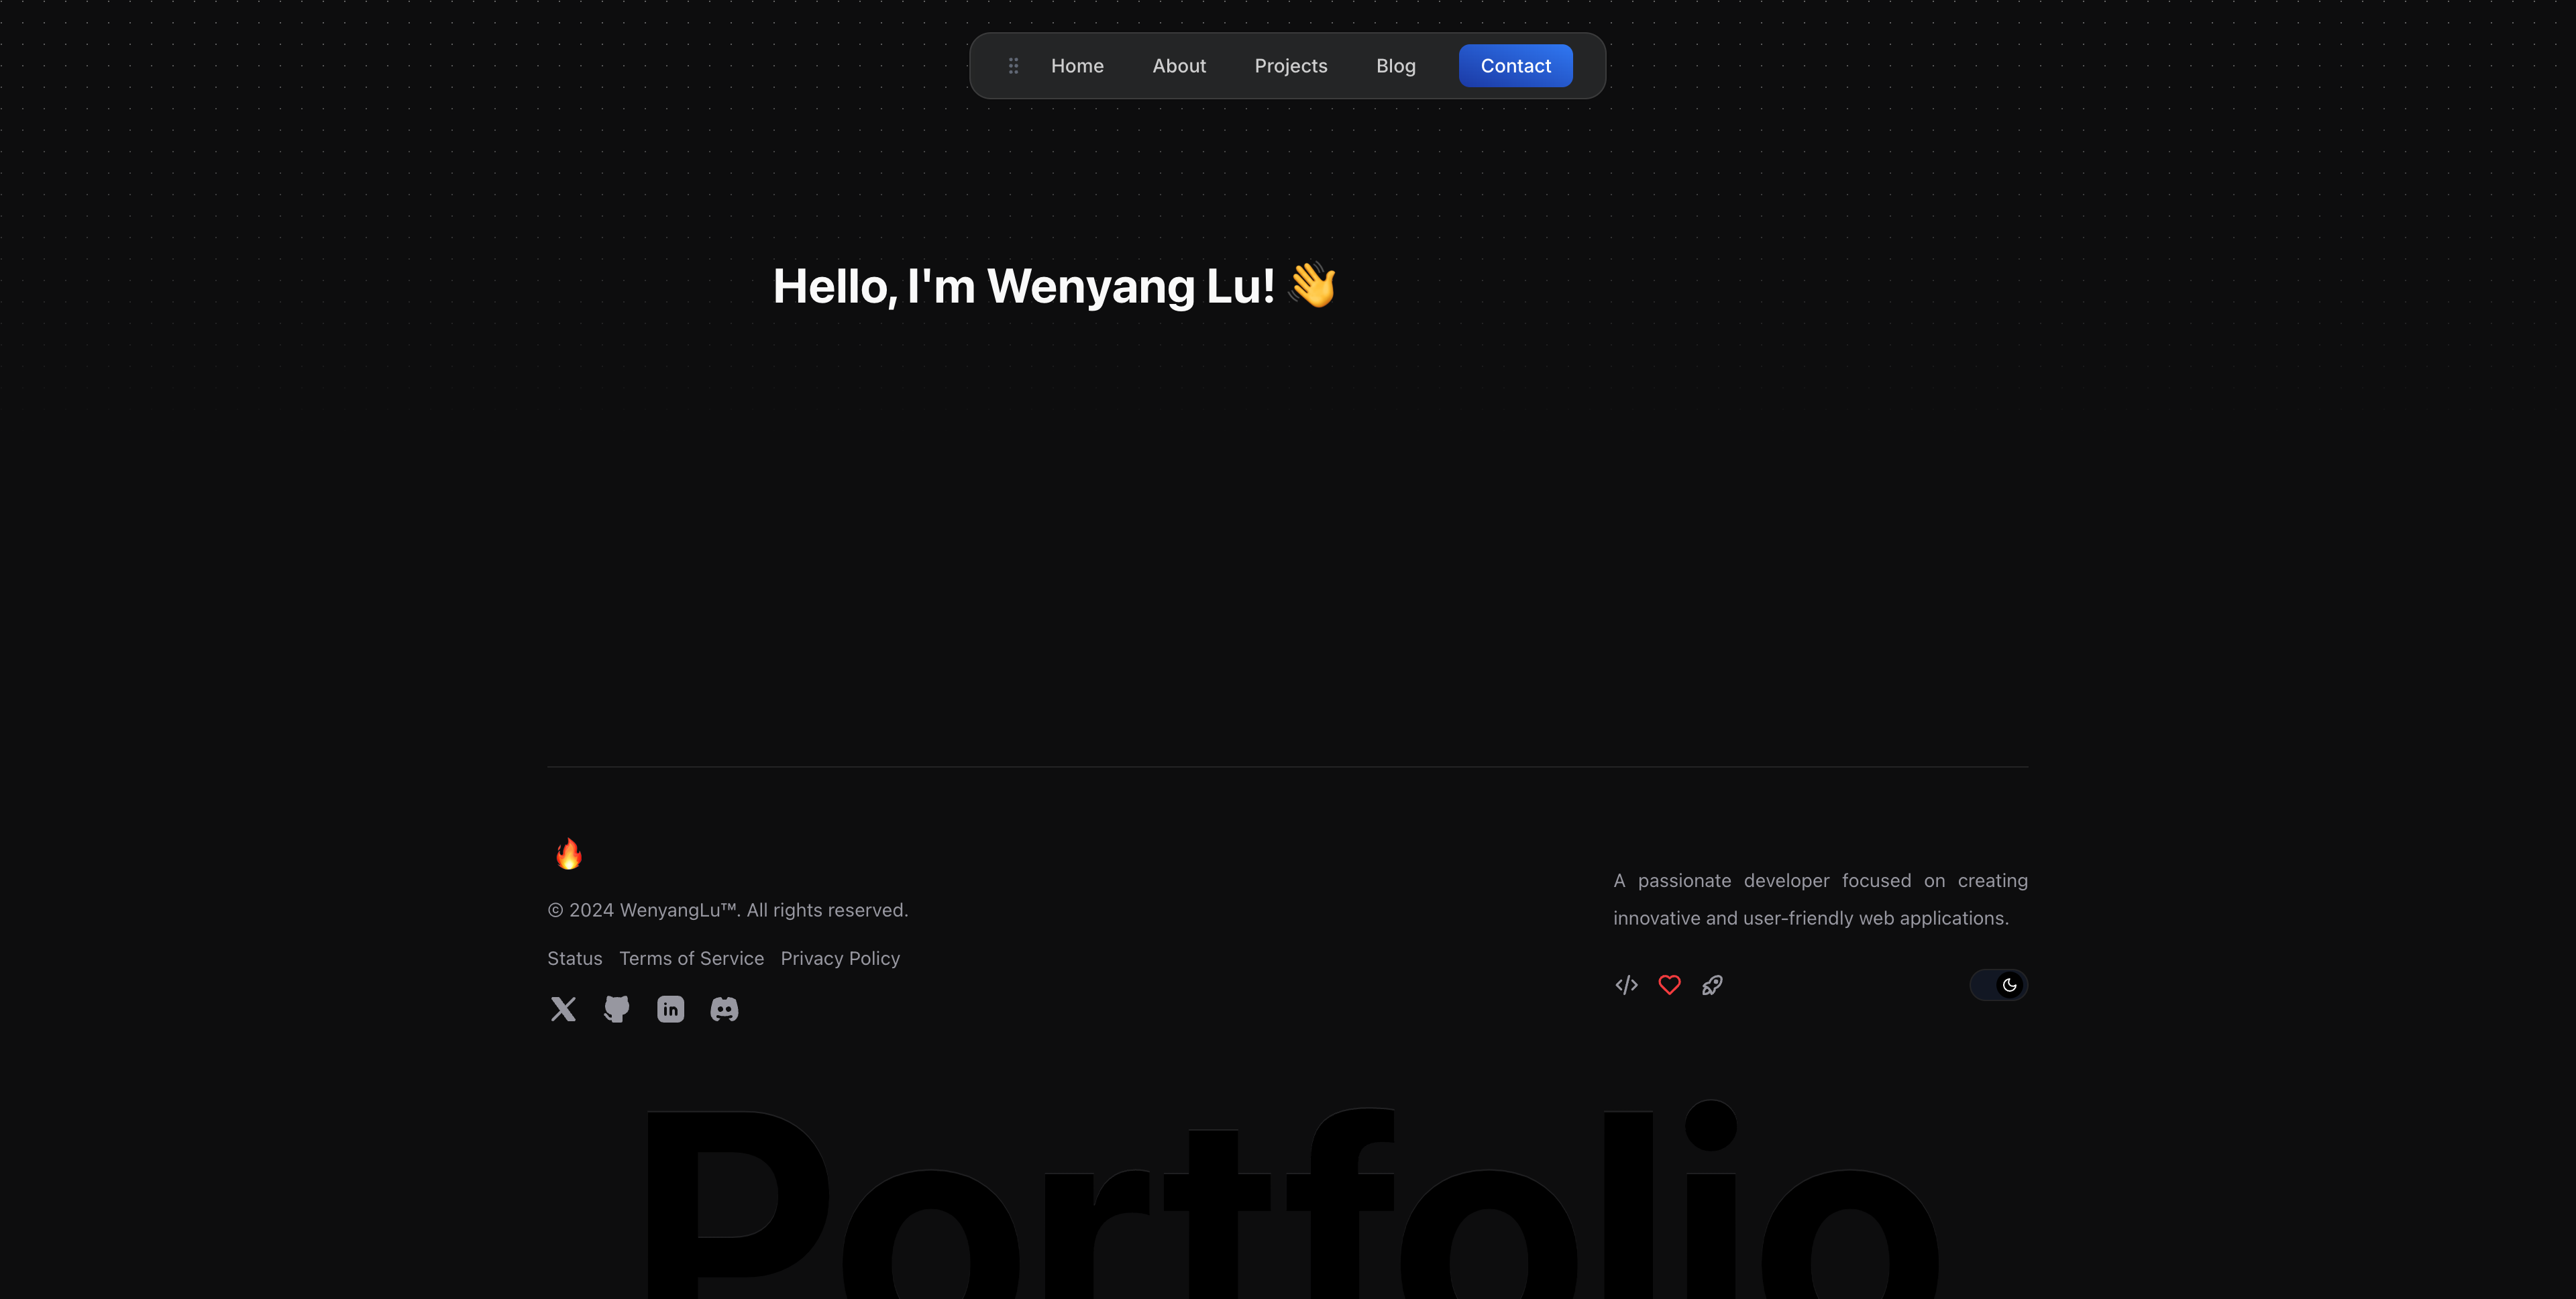 Home About Projects Blog Contact
Hello, I'm Wenyang Lu! 👋
© 2024 WenyangLu™. All rights reserved.
Status Terms of Service Privacy Policy
A passionate developer focused on creating
innovative and user-friendly web applications.
Portfolio